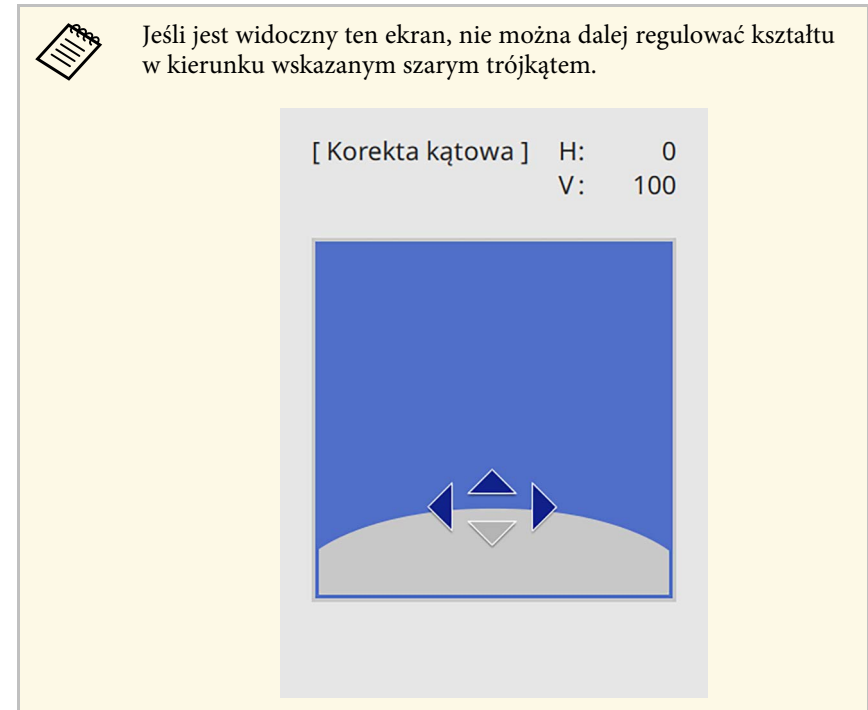 Jeśli jest widoczny ten ekran, nie można dalej regulować kształtu
w kierunku wskazanym szarym trójkątem.
[ Korekta kątowa ] H: 0
V: 100